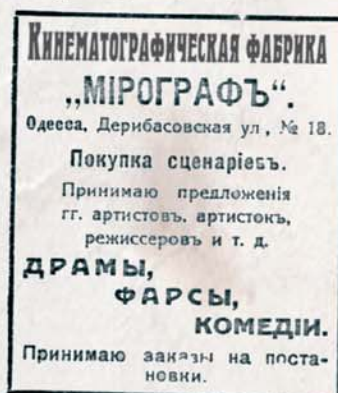 Кинематографическая фабрика
„МІРОГРАФЪ“.
Одесса, Дерибасовская ул, № 18.
Покупка сценаріевъ.
Принимаю предложенія
гг. артистовъ, артистокъ,
режиссеровъ и т. д.
ДРАМЫ,
ФАРСЫ,
КОМЕДІИ.
Принимаю заказы на поста-
новки.